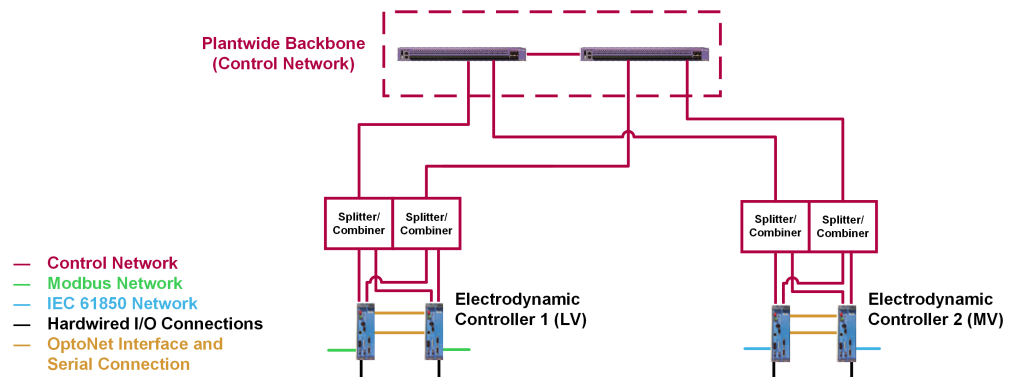 Plantwide Backbone
(Control Network)
Splitter/
Combiner
Splitter/
Combiner
Splitter/
Combiner
Splitter/
Combiner
Control Network
Modbus Network
IEC 61850 Network
Hardwired I/O Connections
OptoNet Interface and
Serial Connection
Electrodynamic
Controller 1 (LV)
Electrodynamic
Controller 2 (MV)